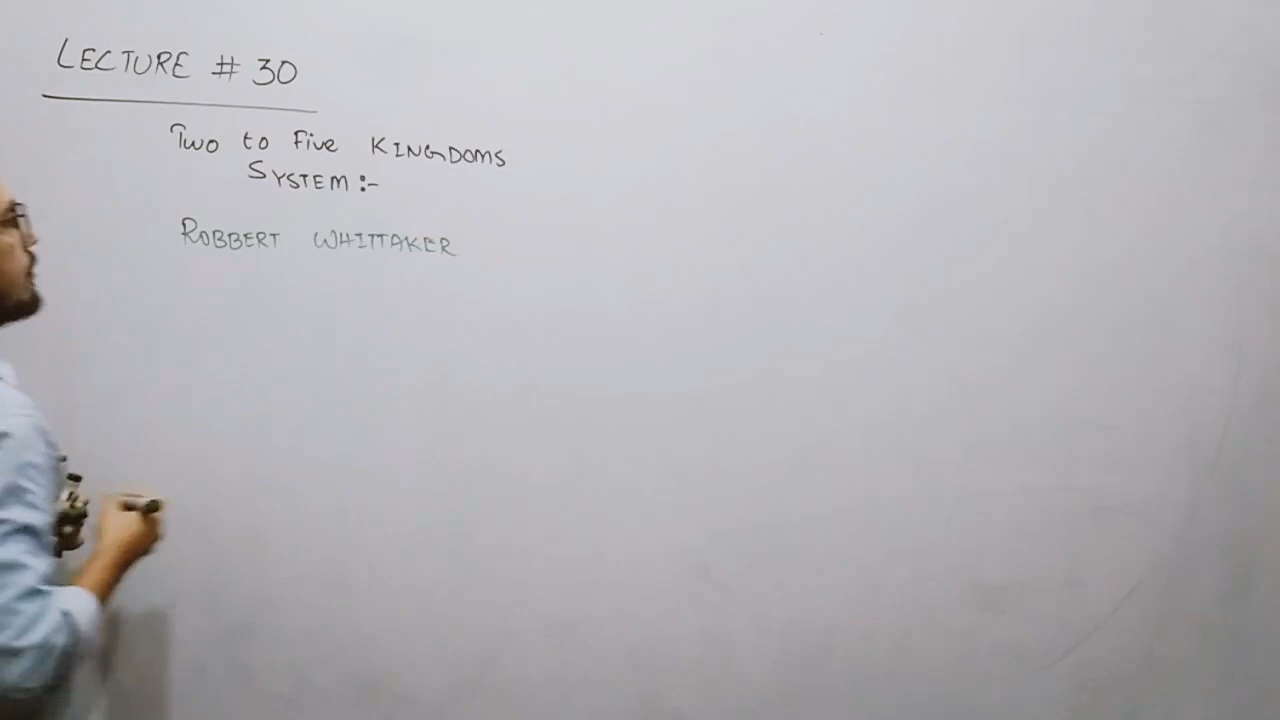 LECTURE # 30
Two to Five KINGDOMS
SYSTEM :-
ROBBERT WHITTAKER